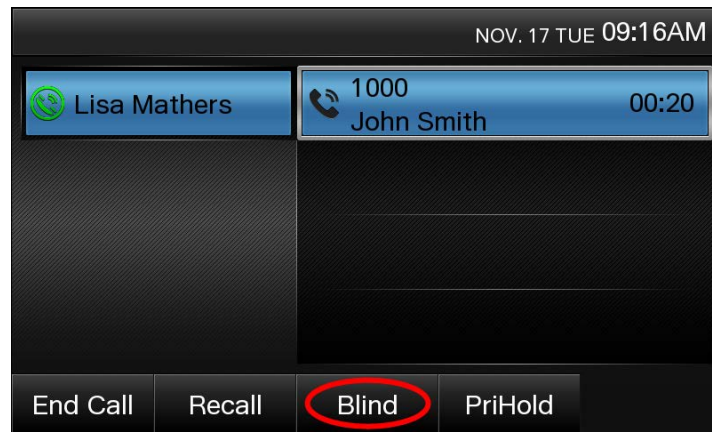 NOV. 17 TUE 09:16AM
Lisa Mathers
1000
John Smith
00:20
End Call
Recall
Blind
PriHold